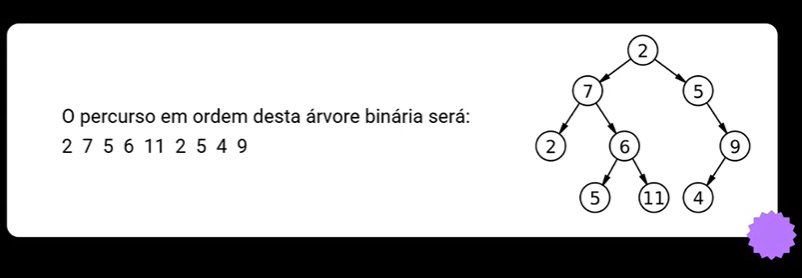 O percurso em ordem desta árvore binária será:
2 7 5 6 11 2 5 4 9
2
7 5
2 6 9
5 11 4